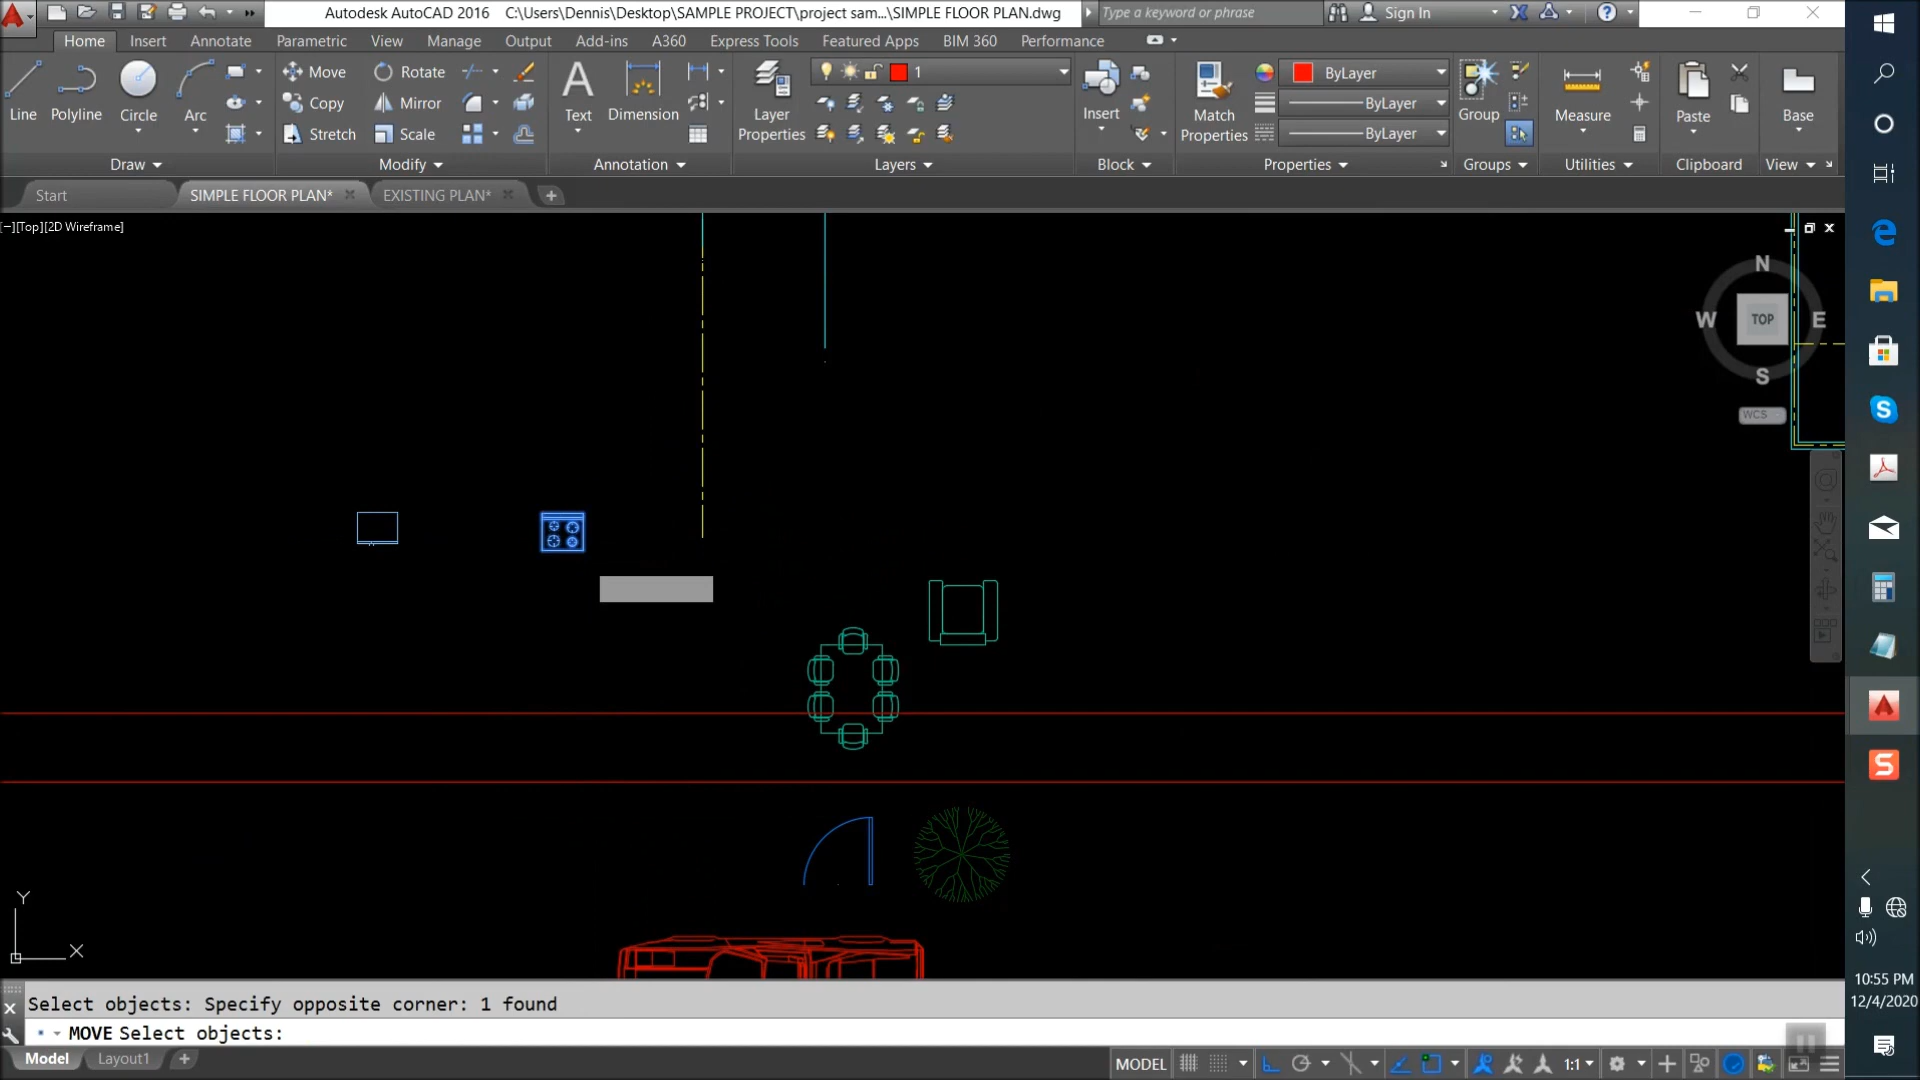 Autodesk AutoCAD 2016 C:\Users\Dennis\Desktop\SAMPLE PROJECT\project sam...\SIMPLE FLOOR PLAN.dwg Type a keyword or phrase Sign In
Home Insert Annotate Parametric View Manage Output Add-ins A360 Express Tools Featured Apps BIM 360 Performance
Line Polyline Circle Arc
Move Rotate
Copy Mirror
Stretch Scale
Text Dimension
Layer Properties
1
Insert
Match Properties
ByLayer
ByLayer
ByLayer
Group Measure Paste Base
Draw Modify Annotation Layers Block Properties Groups Utilities Clipboard View
Start SIMPLE FLOOR PLAN* EXISTING PLAN*
[−][Top][2D Wireframe]
N
W TOP E
S
WCS
Y
X
Select objects: Specify opposite corner: 1 found
MOVE Select objects:
Model Layout1
MODEL 1:1
10:55 PM
12/4/2020